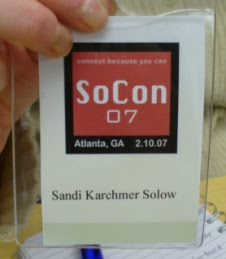 connect because you can
SoCon
07
Atlanta, GA 2.10.07
Sandi Karchmer Solow